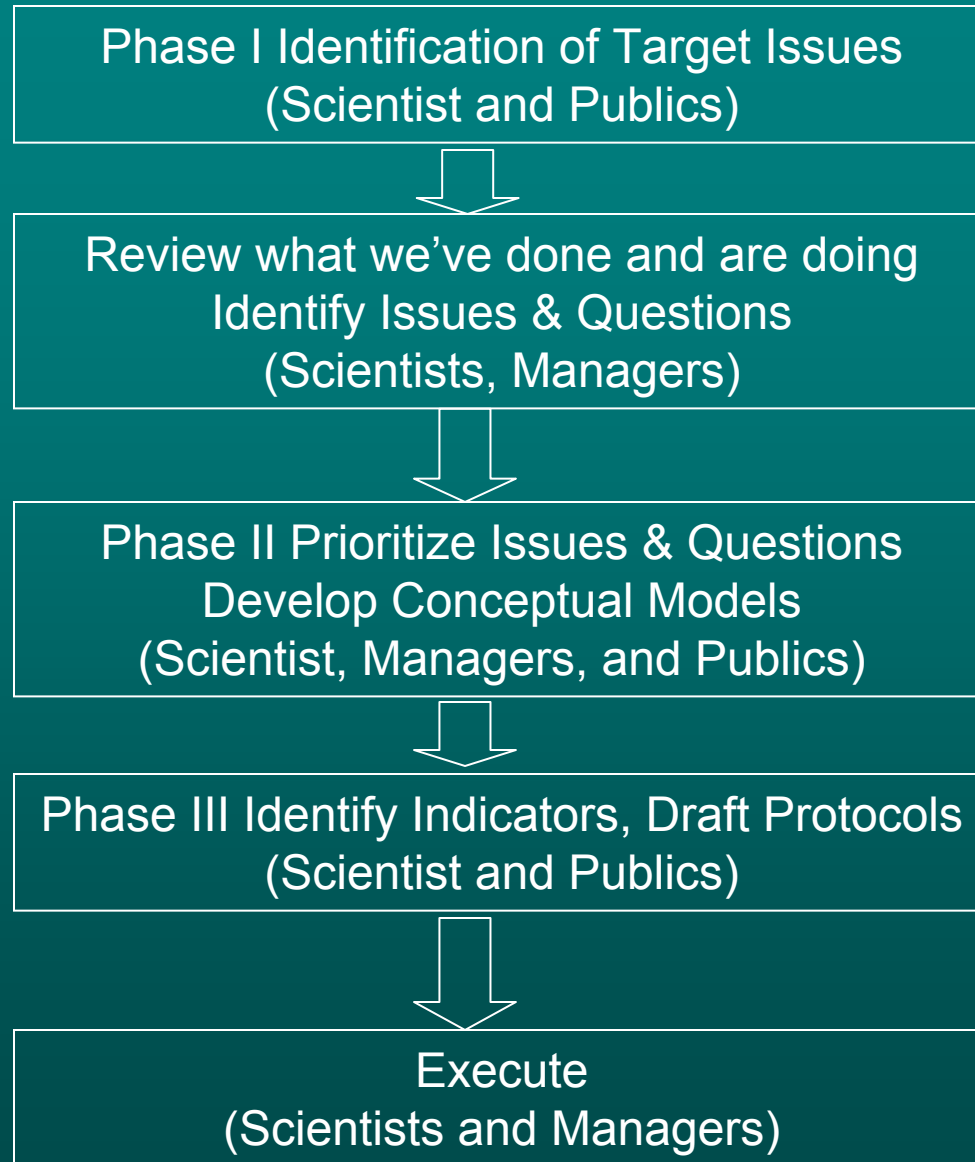 Phase I Identification of Target Issues
(Scientist and Publics)
Review what we’ve done and are doing
Identify Issues & Questions
(Scientists, Managers)
Phase II Prioritize Issues & Questions
Develop Conceptual Models
(Scientist, Managers, and Publics)
Phase III Identify Indicators, Draft Protocols
(Scientist and Publics)
Execute
(Scientists and Managers)